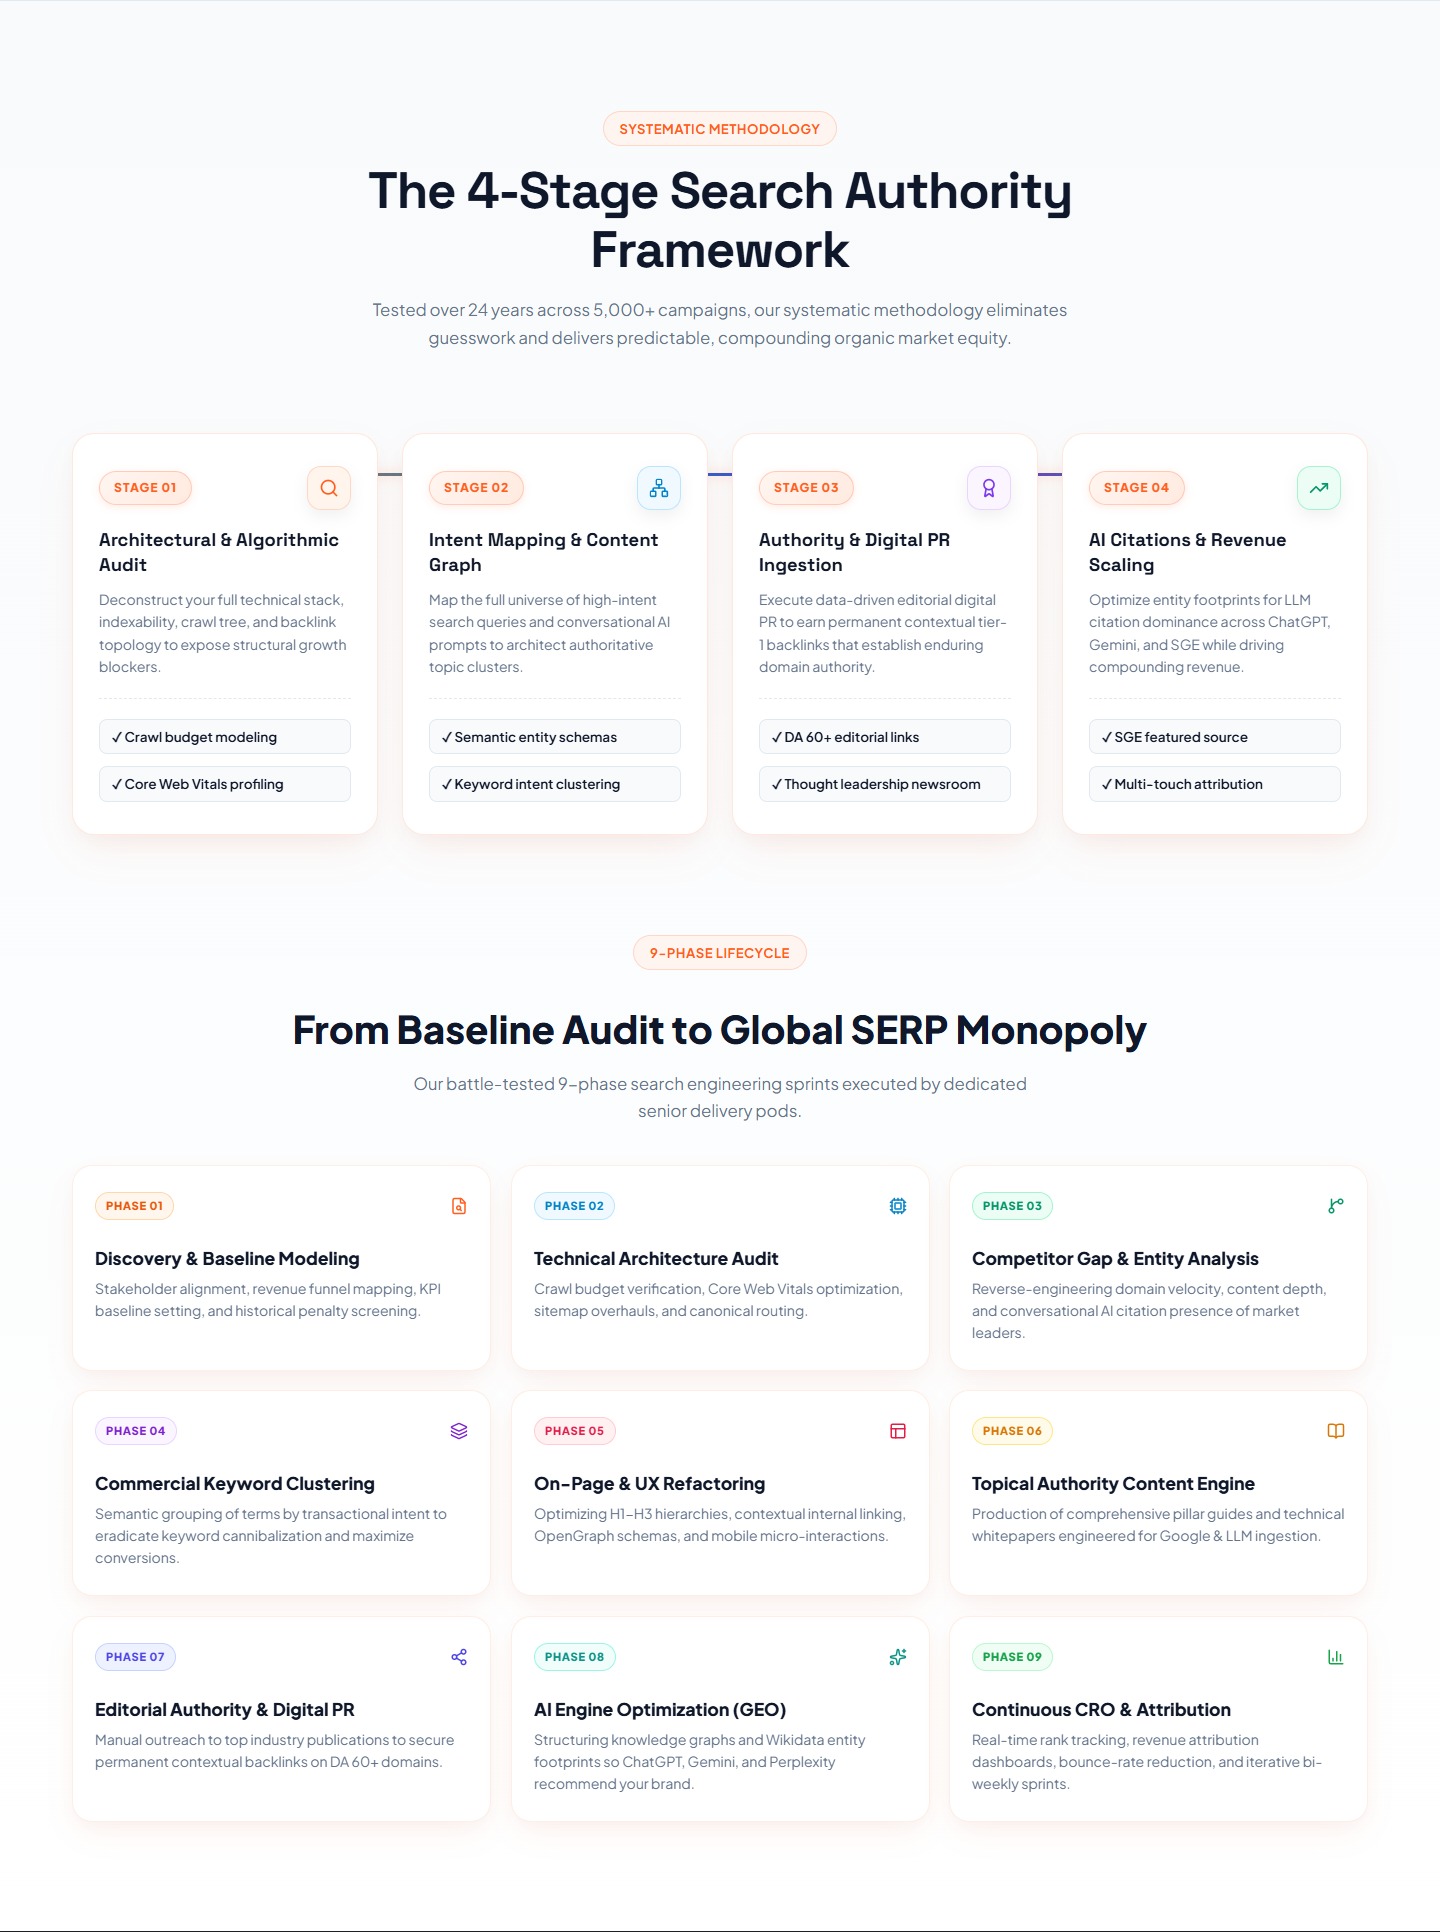 SYSTEMATIC METHODOLOGY
The 4-Stage Search Authority
Framework
Tested over 24 years across 5,000+ campaigns, our systematic methodology eliminates
guesswork and delivers predictable, compounding organic market equity.
STAGE 01
Architectural & Algorithmic
Audit
Deconstruct your full technical stack,
indexability, crawl tree, and backlink
topology to expose structural growth
blockers.
✓ Crawl budget modeling
✓ Core Web Vitals profiling
STAGE 02
Intent Mapping & Content
Graph
Map the full universe of high-intent
search queries and conversational AI
prompts to architect authoritative
topic clusters.
✓ Semantic entity schemas
✓ Keyword intent clustering
STAGE 03
Authority & Digital PR
Ingestion
Execute data-driven editorial digital
PR to earn permanent contextual tier-
1 backlinks that establish enduring
domain authority.
✓ DA 60+ editorial links
✓ Thought leadership newsroom
STAGE 04
AI Citations & Revenue
Scaling
Optimize entity footprints for LLM
citation dominance across ChatGPT,
Gemini, and SGE while driving
compounding revenue.
✓ SGE featured source
✓ Multi-touch attribution
9-PHASE LIFECYCLE
From Baseline Audit to Global SERP Monopoly
Our battle-tested 9-phase search engineering sprints executed by dedicated
senior delivery pods.
PHASE 01
Discovery & Baseline Modeling
Stakeholder alignment, revenue funnel mapping, KPI
baseline setting, and historical penalty screening.
PHASE 02
Technical Architecture Audit
Crawl budget verification, Core Web Vitals optimization,
sitemap overhauls, and canonical routing.
PHASE 03
Competitor Gap & Entity Analysis
Reverse-engineering domain velocity, content depth,
and conversational AI citation presence of market
leaders.
PHASE 04
Commercial Keyword Clustering
Semantic grouping of terms by transactional intent to
eradicate keyword cannibalization and maximize
conversions.
PHASE 05
On-Page & UX Refactoring
Optimizing H1-H3 hierarchies, contextual internal linking,
OpenGraph schemas, and mobile micro-interactions.
PHASE 06
Topical Authority Content Engine
Production of comprehensive pillar guides and technical
whitepapers engineered for Google & LLM ingestion.
PHASE 07
Editorial Authority & Digital PR
Manual outreach to top industry publications to secure
permanent contextual backlinks on DA 60+ domains.
PHASE 08
AI Engine Optimization (GEO)
Structuring knowledge graphs and Wikidata entity
footprints so ChatGPT, Gemini, and Perplexity
recommend your brand.
PHASE 09
Continuous CRO & Attribution
Real-time rank tracking, revenue attribution
dashboards, bounce-rate reduction, and iterative bi-
weekly sprints.